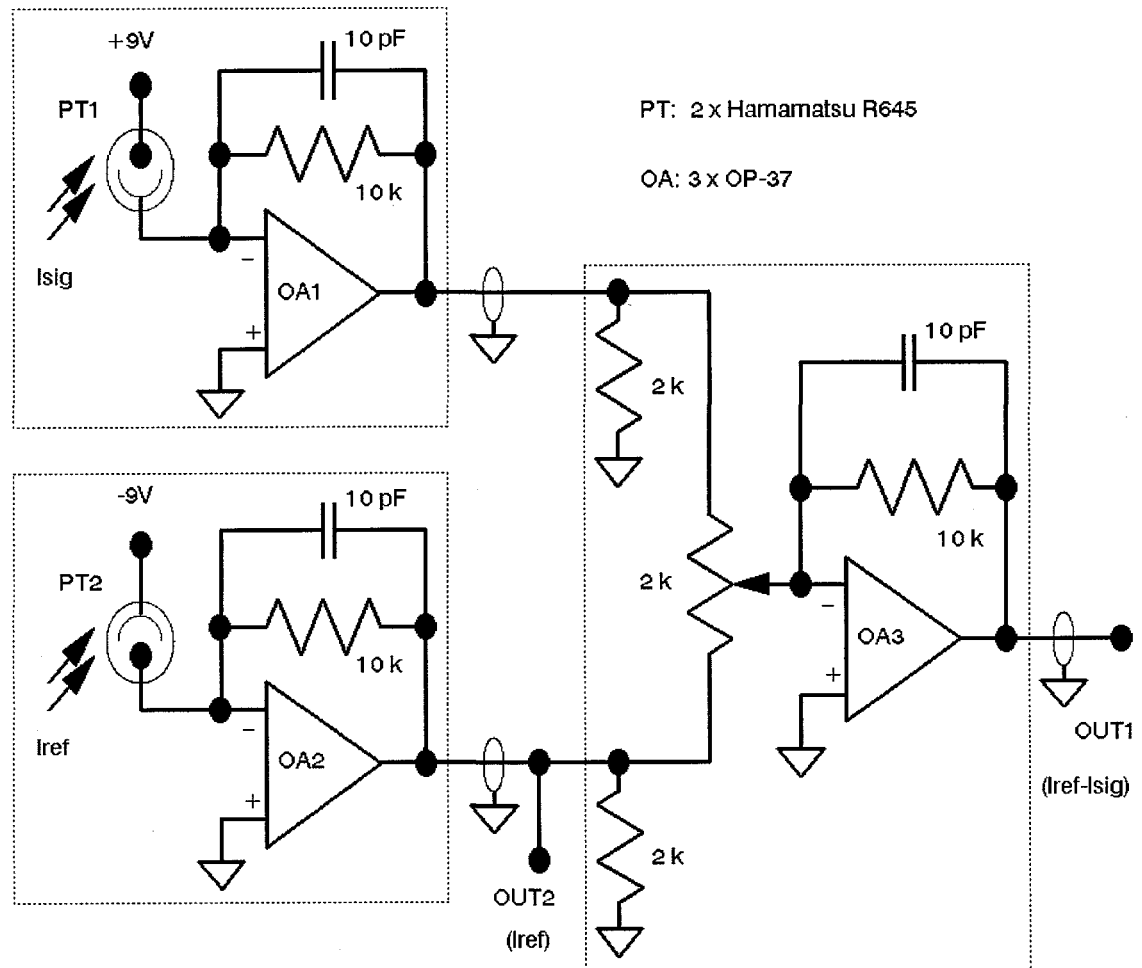 +9V
10 pF
PT1
10 k
Isig
−
+
OA1
PT: 2 x Hamamatsu R645
OA: 3 x OP-37
2 k
10 pF
10 k
2 k
−
+
OA3
OUT1
(Iref-Isig)
-9V
10 pF
PT2
10 k
Iref
−
+
OA2
OUT2
(Iref)
2 k